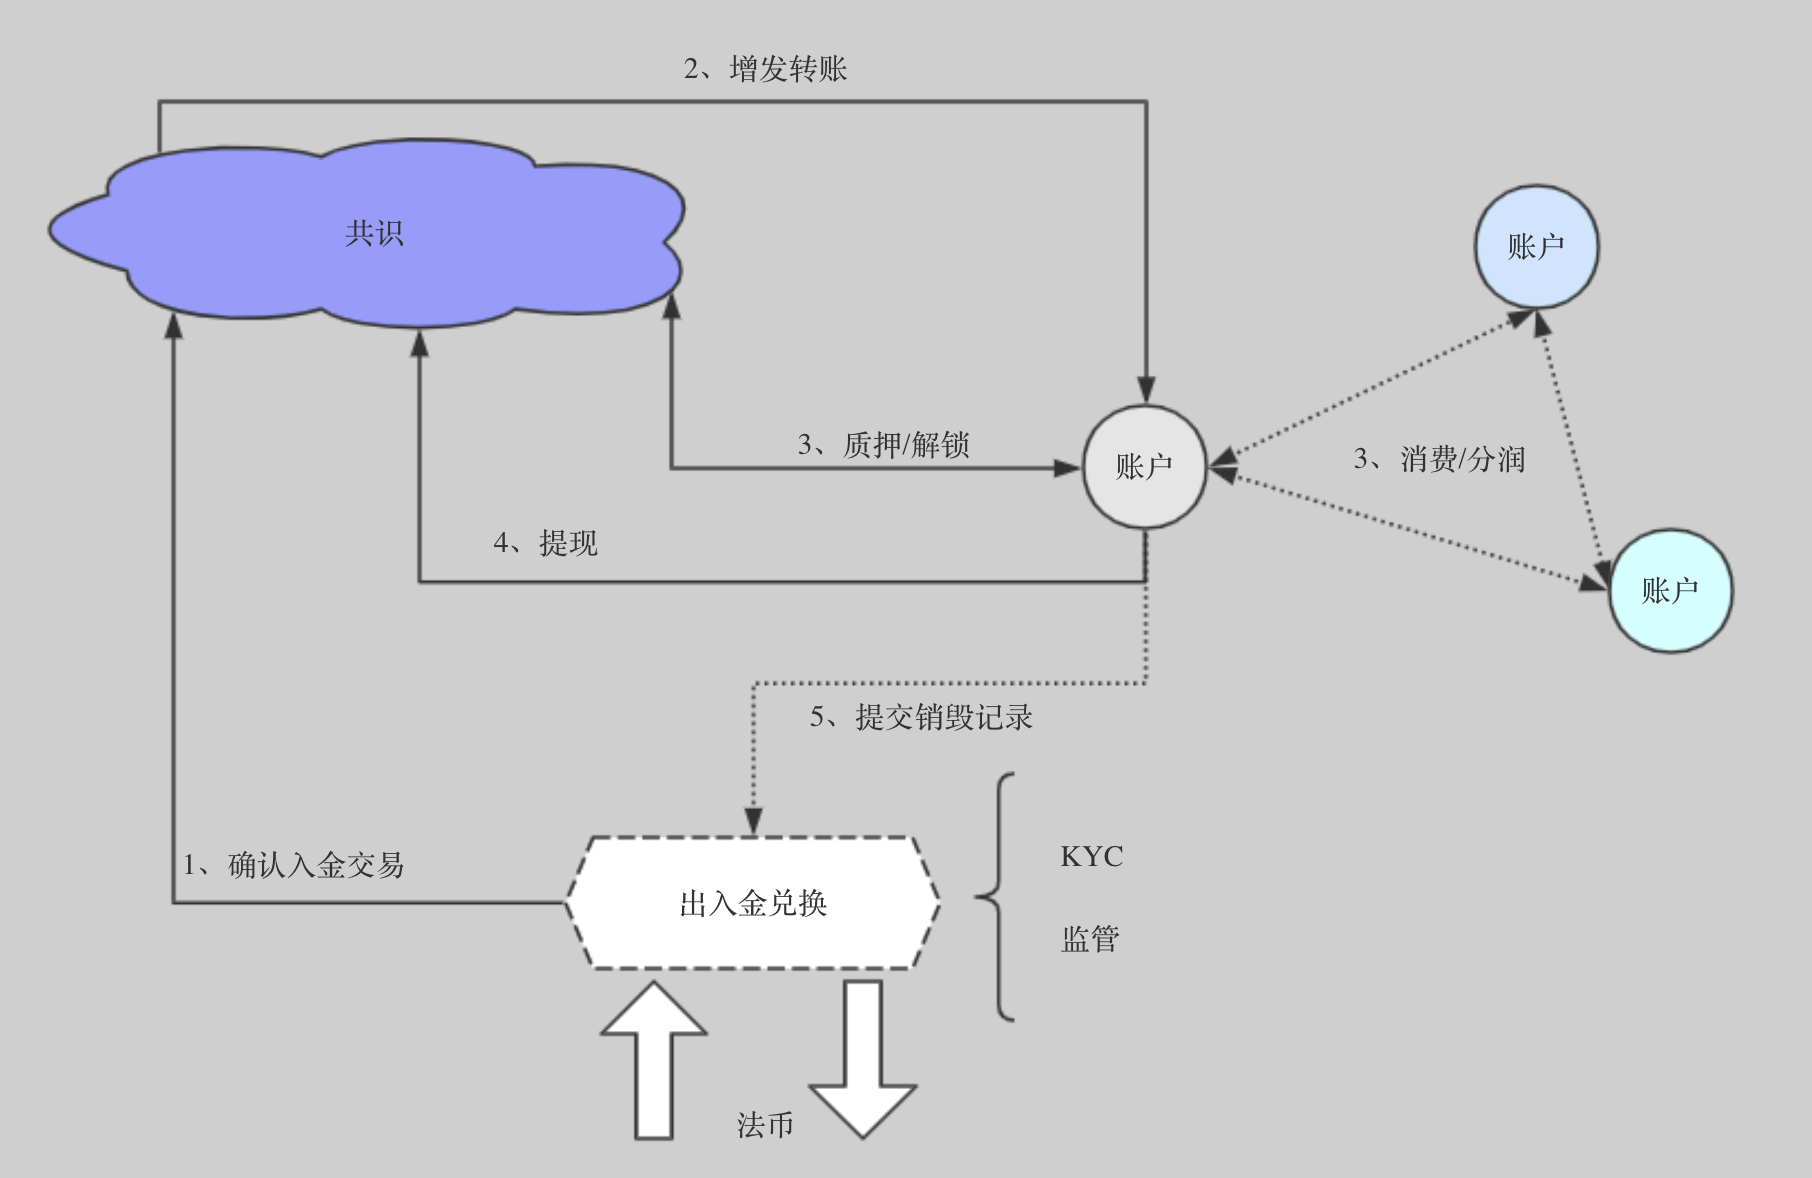 2、增发转账
共识
账户
3、质押/解锁
账户
3、消费/分润
4、提现
账户
5、提交销毁记录
1、确认入金交易
出入金兑换
KYC
监管
法币